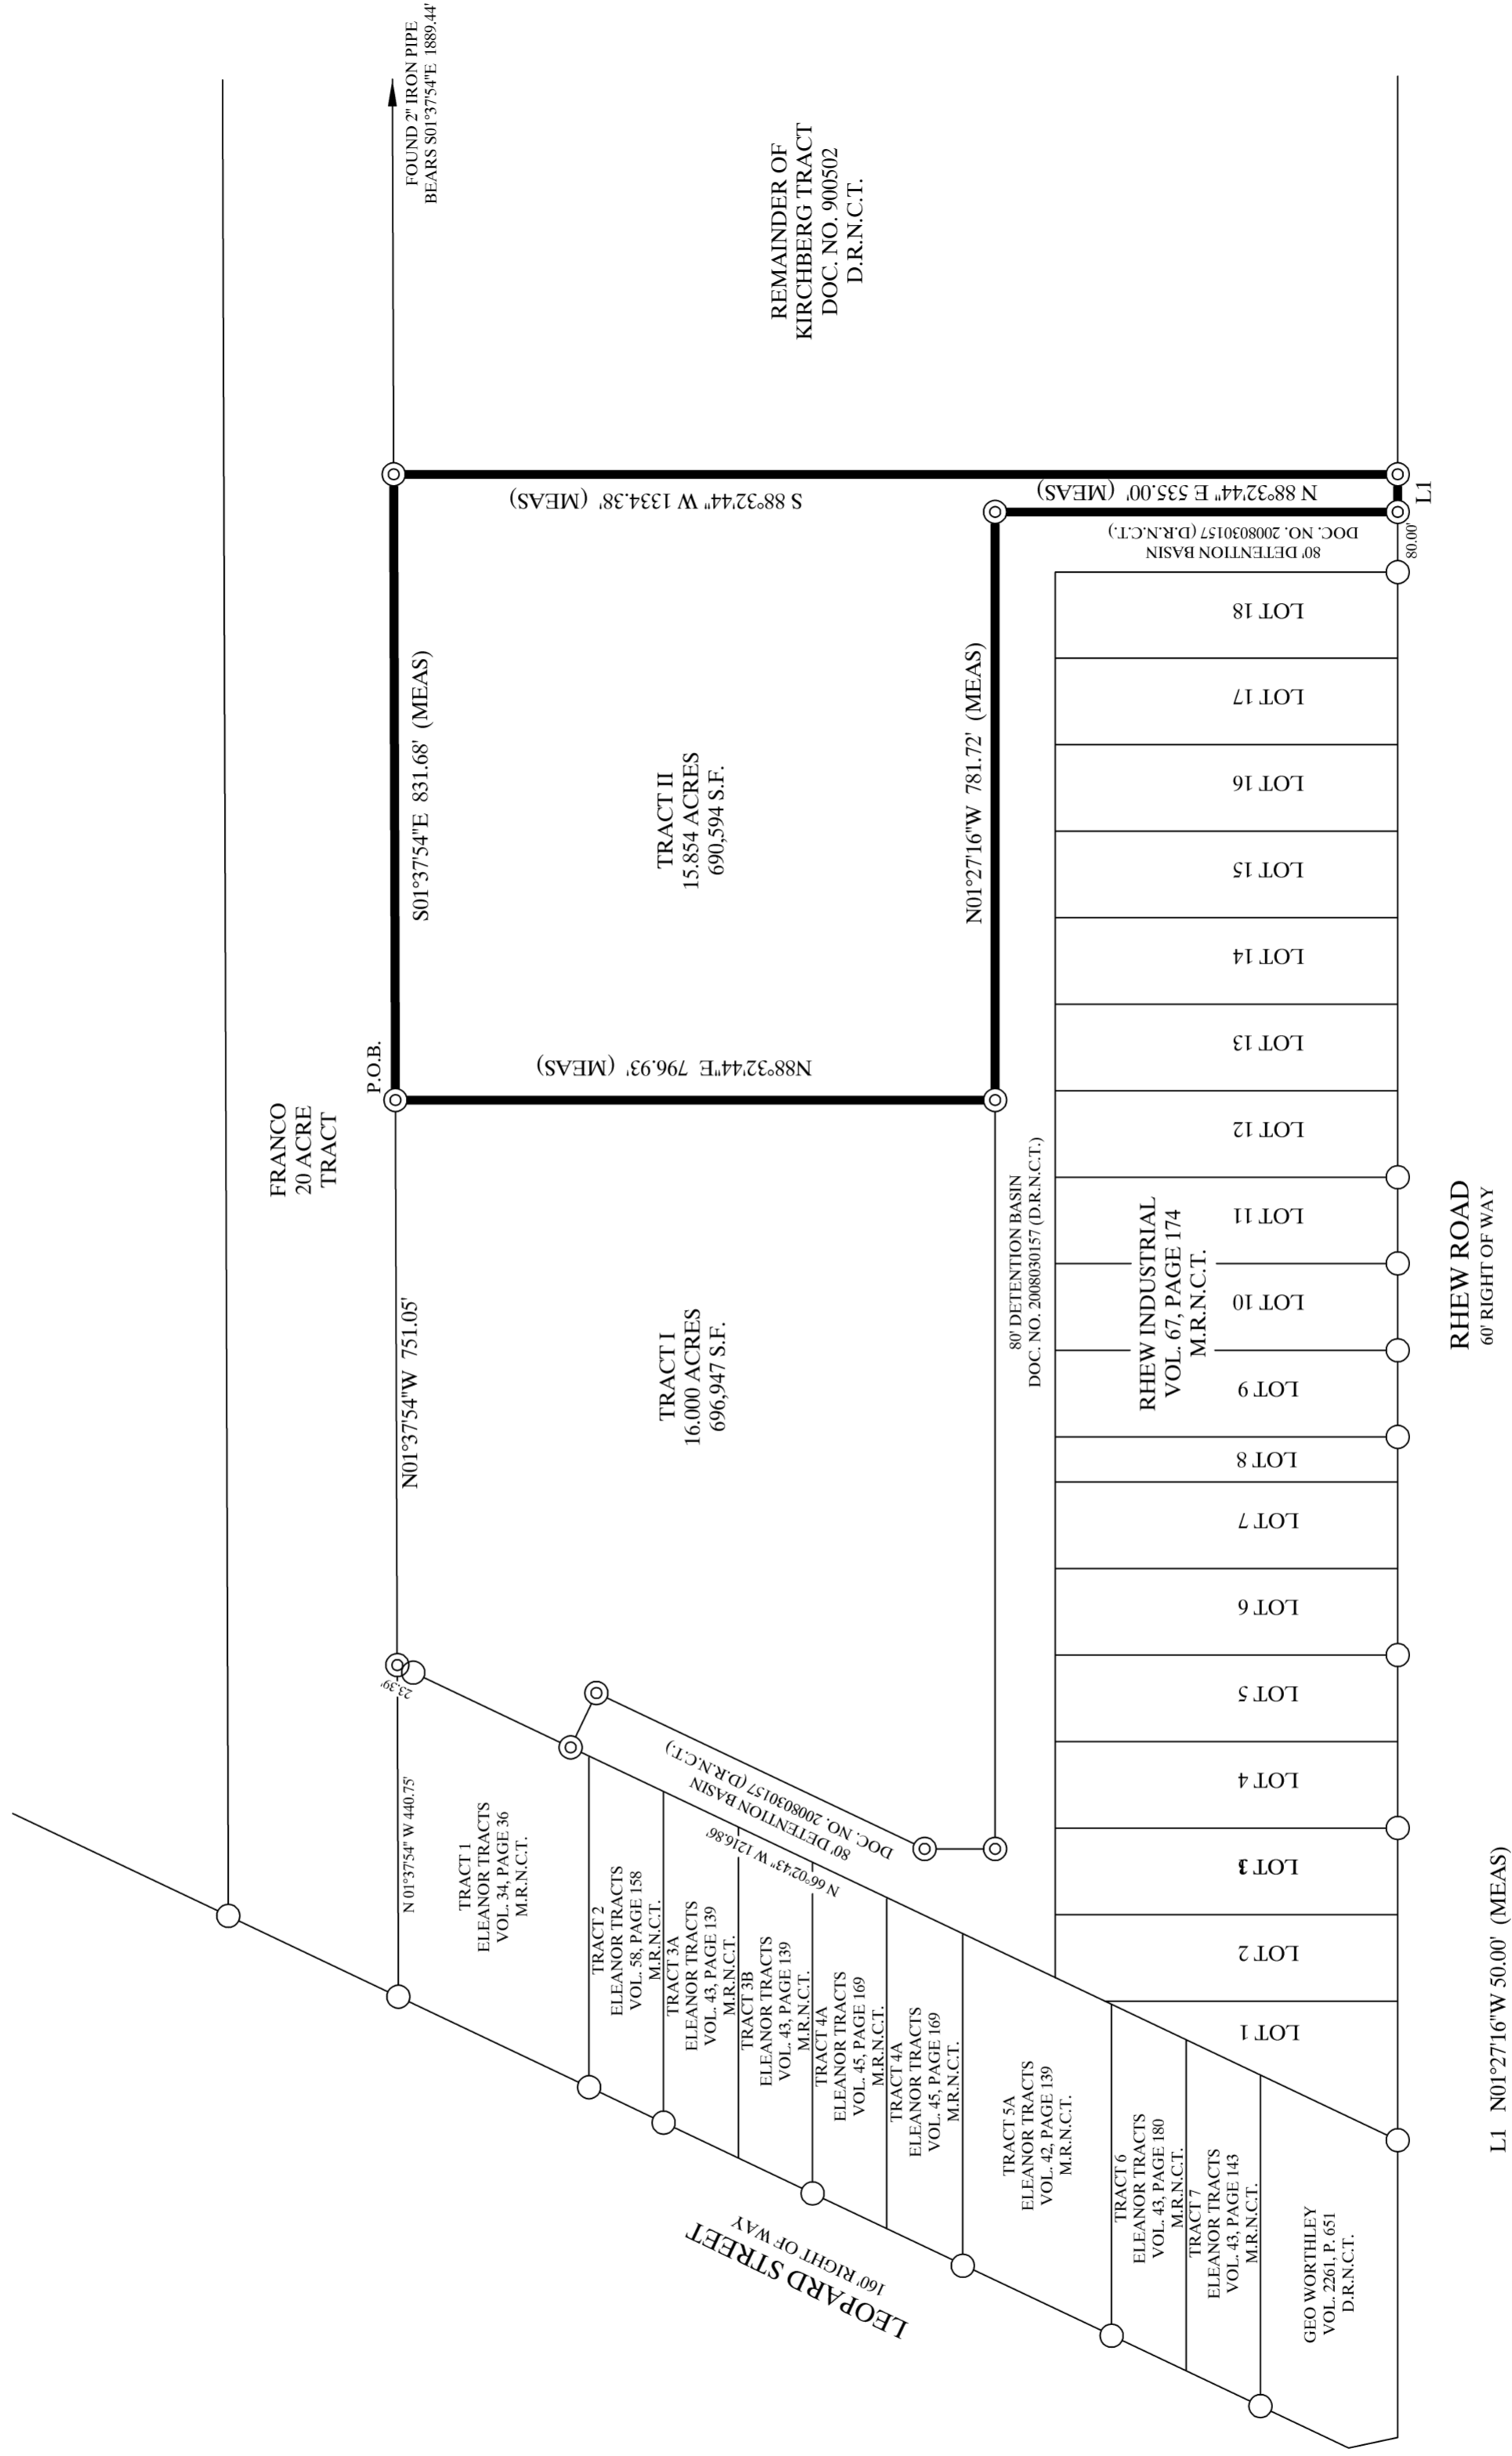 FOUND 2" IRON PIPE
BEARS S01°37'54"E 1889.44'
REMAINDER OF
KIRCHBERG TRACT
DOC. NO. 900502
D.R.N.C.T.
S 88°32'44" W 1334.38' (MEAS)
N 88°32'44" E 535.00' (MEAS)
L1
80' DETENTION BASIN
DOC. NO. 2008030157 (D.R.N.C.T.)
80.00'
S01°37'54"E 831.68' (MEAS)
TRACT II
15.854 ACRES
690,594 S.F.
N01°27'16"W 781.72' (MEAS)
P.O.B.
N88°32'44"E 796.93' (MEAS)
FRANCO
20 ACRE
TRACT
N01°37'54"W 751.05'
TRACT I
16.000 ACRES
696,947 S.F.
80' DETENTION BASIN
DOC. NO. 2008030157 (D.R.N.C.T.)
LOT 18
LOT 17
LOT 16
LOT 15
LOT 14
LOT 13
LOT 12
LOT 11
LOT 10
LOT 9
LOT 8
LOT 7
LOT 6
LOT 5
LOT 4
LOT 3
LOT 2
LOT 1
RHEW INDUSTRIAL
VOL. 67, PAGE 174
M.R.N.C.T.
RHEW ROAD
60' RIGHT OF WAY
23.39'
N 01°37'54" W 440.75'
80' DETENTION BASIN
DOC. NO. 2008030157 (D.R.N.C.T.)
N 66°02'43" W 1216.86'
TRACT 1
ELEANOR TRACTS
VOL. 34, PAGE 36
M.R.N.C.T.
TRACT 2
ELEANOR TRACTS
VOL. 58, PAGE 158
M.R.N.C.T.
TRACT 3A
ELEANOR TRACTS
VOL. 43, PAGE 139
M.R.N.C.T.
TRACT 3B
ELEANOR TRACTS
VOL. 43, PAGE 139
M.R.N.C.T.
TRACT 4A
ELEANOR TRACTS
VOL. 45, PAGE 169
M.R.N.C.T.
TRACT 4A
ELEANOR TRACTS
VOL. 45, PAGE 169
M.R.N.C.T.
TRACT 5A
ELEANOR TRACTS
VOL. 42, PAGE 139
M.R.N.C.T.
TRACT 6
ELEANOR TRACTS
VOL. 43, PAGE 180
M.R.N.C.T.
TRACT 7
ELEANOR TRACTS
VOL. 43, PAGE 143
M.R.N.C.T.
GEO WORTHLEY
VOL. 2261, P. 651
D.R.N.C.T.
LEOPARD STREET
160' RIGHT OF WAY
L1 N01°27'16"W 50.00' (MEAS)